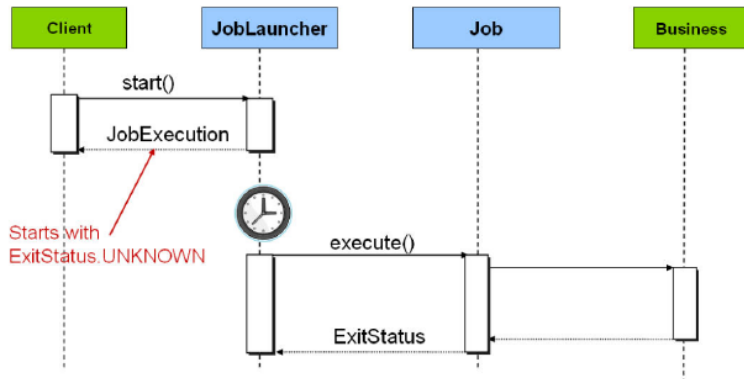 Client
JobLauncher
Job
Business
start()
JobExecution
Starts with
ExitStatus.UNKNOWN
execute()
ExitStatus